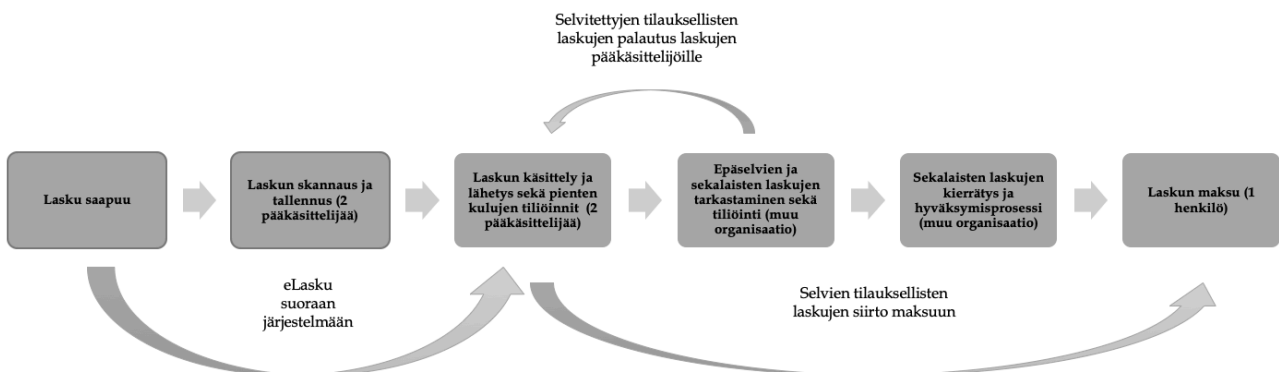 Selvitettyjen tilauksellisten
laskujen palautus laskujen
pääkäsittelijöille
Lasku saapuu
Laskun skannaus ja
tallennus (2
pääkäsittelijää)
Laskun käsittely ja
lähetys sekä pienten
kulujen tiliöinnit (2
pääkäsittelijää)
Epäselvien ja
sekalaisten laskujen
tarkastaminen sekä
tiliöinti (muu
organisaatio)
Sekalaisten laskujen
kierrätys ja
hyväksymisprosessi
(muu organisaatio)
Laskun maksu (1
henkilö)
eLasku
suoraan
järjestelmään
Selvien tilauksellisten
laskujen siirto maksuun